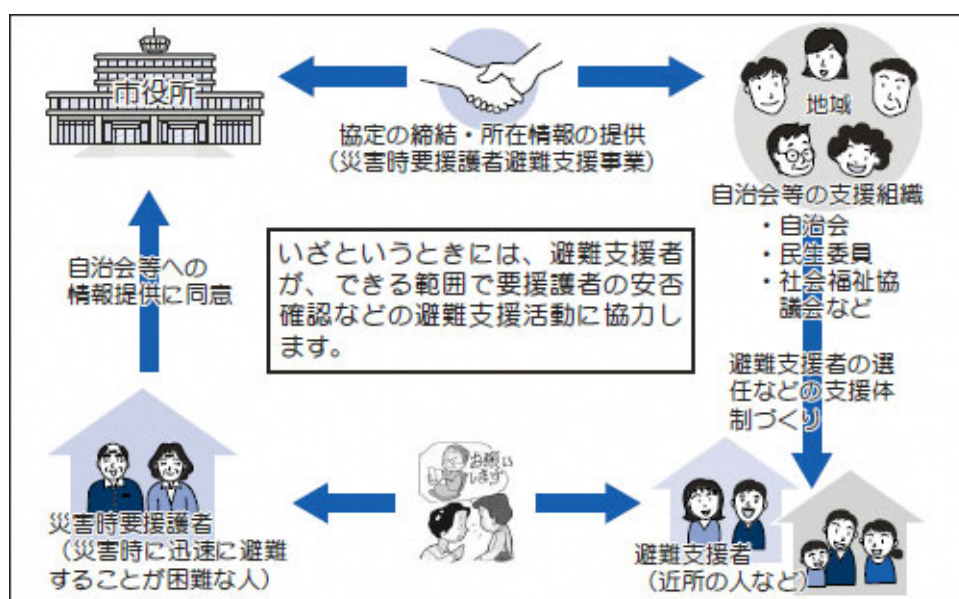 市役所
協定の締結・所在情報の提供
（災害時要援護者避難支援事業）
地域
自治会等の支援組織
・自治会
・民生委員
・社会福祉協
議会など
自治会等への
情報提供に同意
いざというときには、避難支援者
が、できる範囲で要援護者の安否
確認などの避難支援活動に協力し
ます。
避難支援者の選
任などの支援体
制づくり
災害時要援護者
（災害時に迅速に避難
することが困難な人）
お願い
します
避難支援者
（近所の人など）